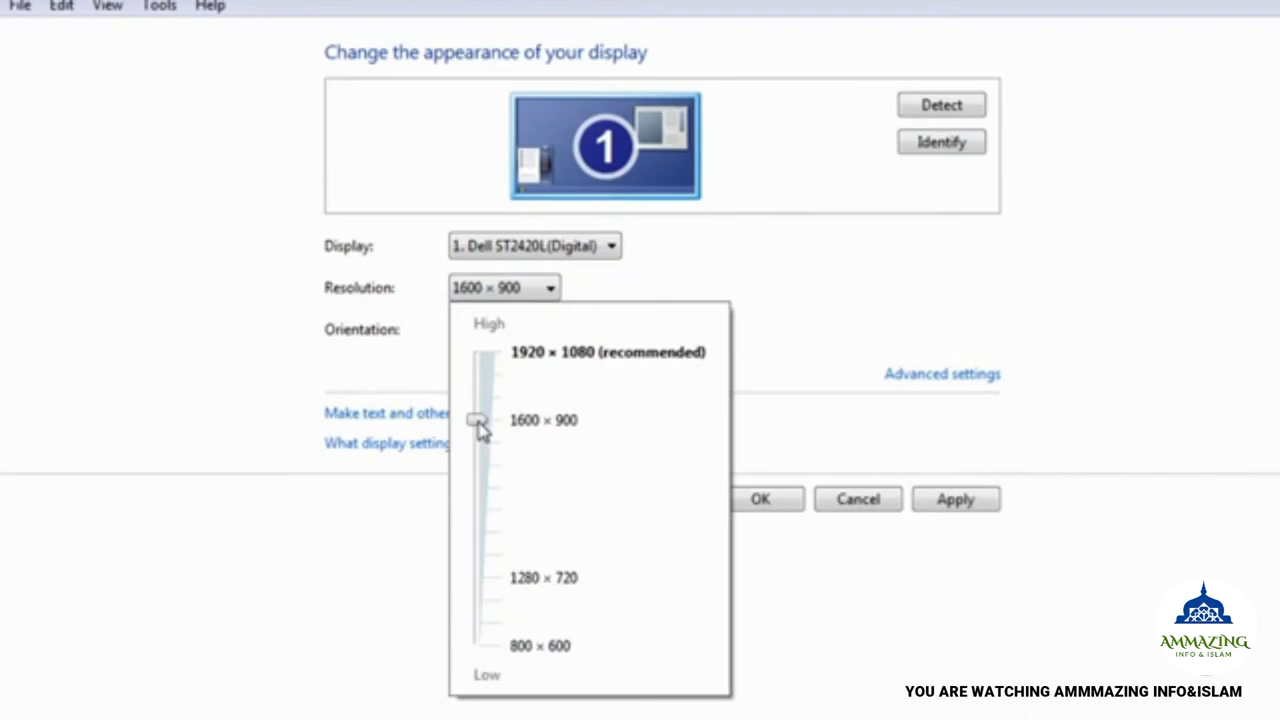 File Edit View Tools Help
Change the appearance of your display
1
Detect
Identify
Display: 1. Dell ST2420L(Digital)
Resolution: 1600 × 900
High
Orientation:
1920 × 1080 (recommended)
Advanced settings
Make text and other
1600 × 900
What display setting
OK Cancel Apply
1280 × 720
800 × 600
Low
AMMAZING
INFO & ISLAM
YOU ARE WATCHING AMMMAZING INFO&ISLAM